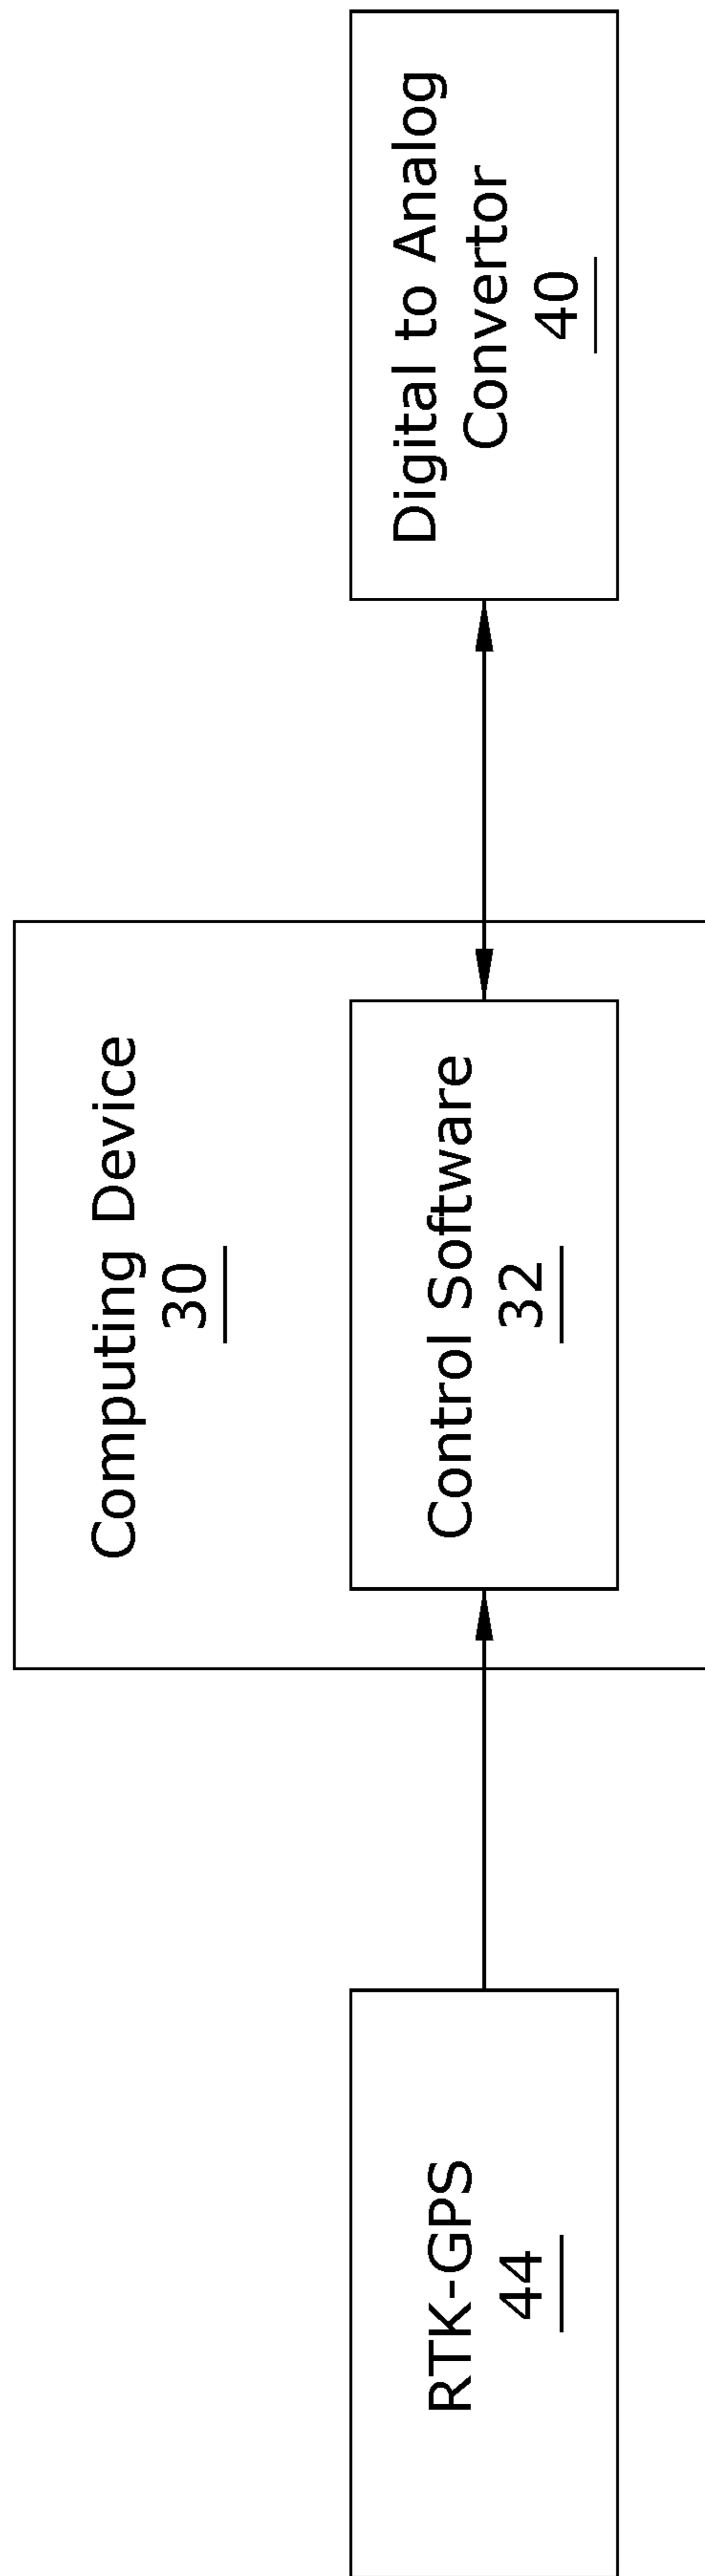 Computing Device
30
RTK-GPS
44
Control Software
32
Digital to Analog
Convertor
40